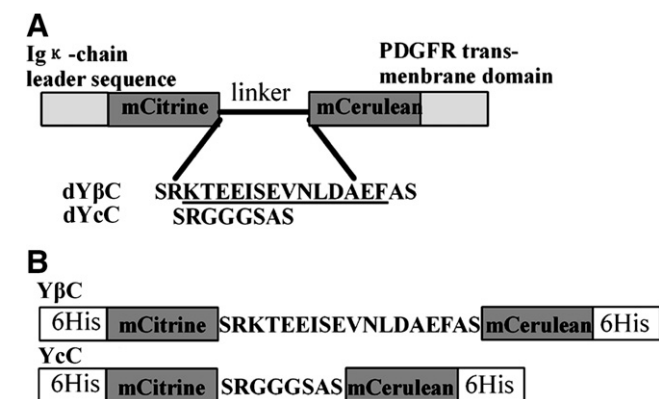 A
Ig κ -chain
leader sequence
PDGFR trans-
menbrane domain
mCitrine
linker
mCerulean
dYβC SRKTEEISEVNLDAEFAS
dYcC SRGGGSAS
B
YβC
6His mCitrine SRKTEEISEVNLDAEFAS mCerulean 6His
YcC
6His mCitrine SRGGGSAS mCerulean 6His